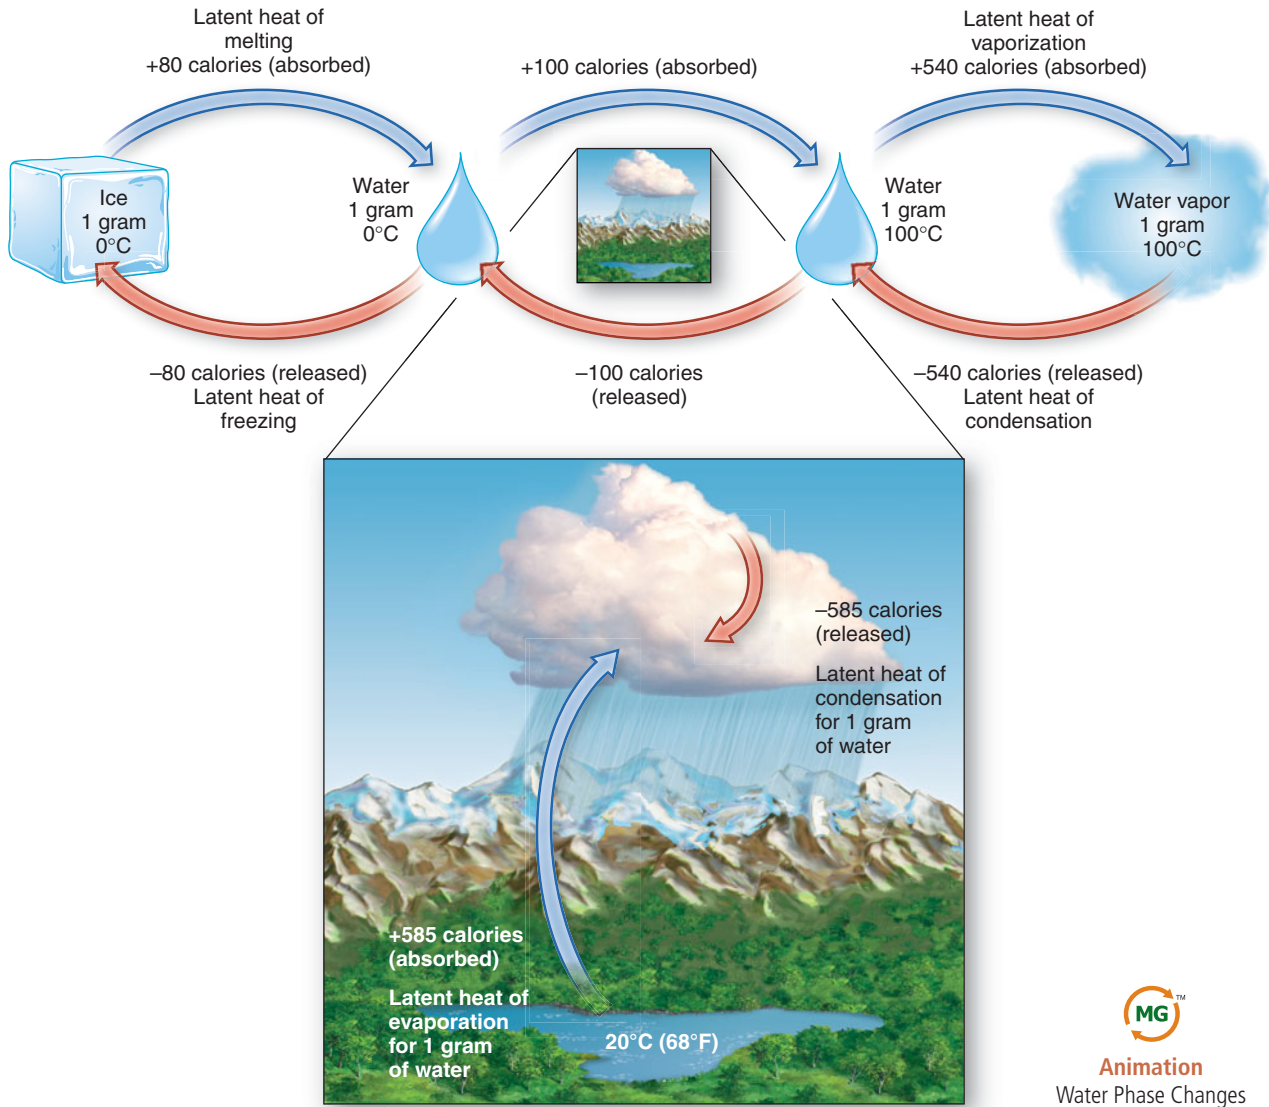 Latent heat of
melting
+80 calories (absorbed)
+100 calories (absorbed)
Latent heat of
vaporization
+540 calories (absorbed)
Ice
1 gram
0°C
Water
1 gram
0°C
Water
1 gram
100°C
Water vapor
1 gram
100°C
–80 calories (released)
Latent heat of
freezing
–100 calories
(released)
–540 calories (released)
Latent heat of
condensation
–585 calories
(released)
Latent heat of
condensation
for 1 gram
of water
+585 calories
(absorbed)
Latent heat of
evaporation
for 1 gram
of water
20°C (68°F)
MG™
Animation
Water Phase Changes